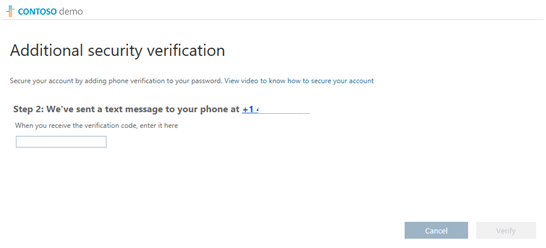 CONTOSO demo
Additional security verification
Secure your account by adding phone verification to your password. View video to know how to secure your account
Step 2: We've sent a text message to your phone at +1
When you receive the verification code, enter it here
Cancel Verify